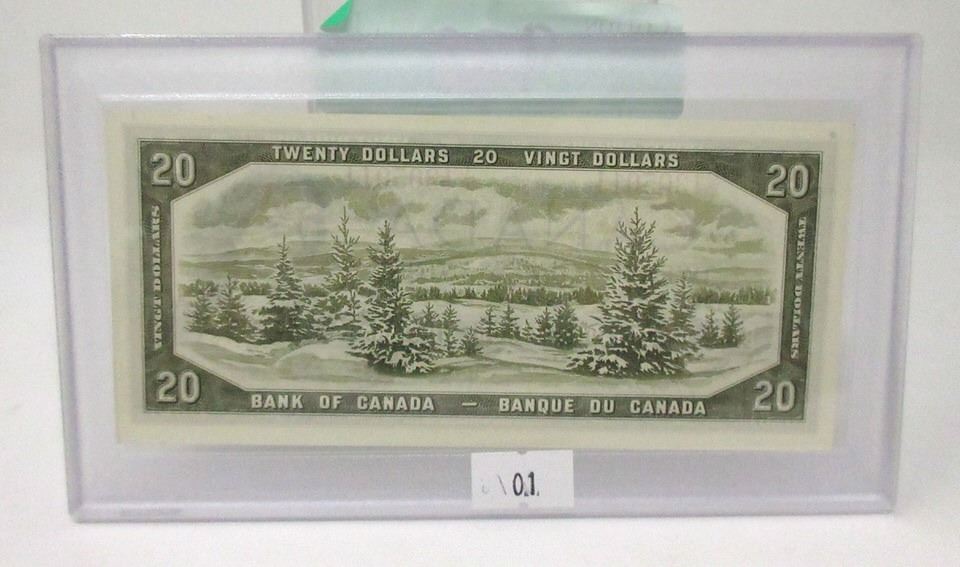 TWENTY DOLLARS 20 VINGT DOLLARS
20
20
VINGT DOLLARS
TWENTY DOLLARS
20
20
BANK OF CANADA — BANQUE DU CANADA
01